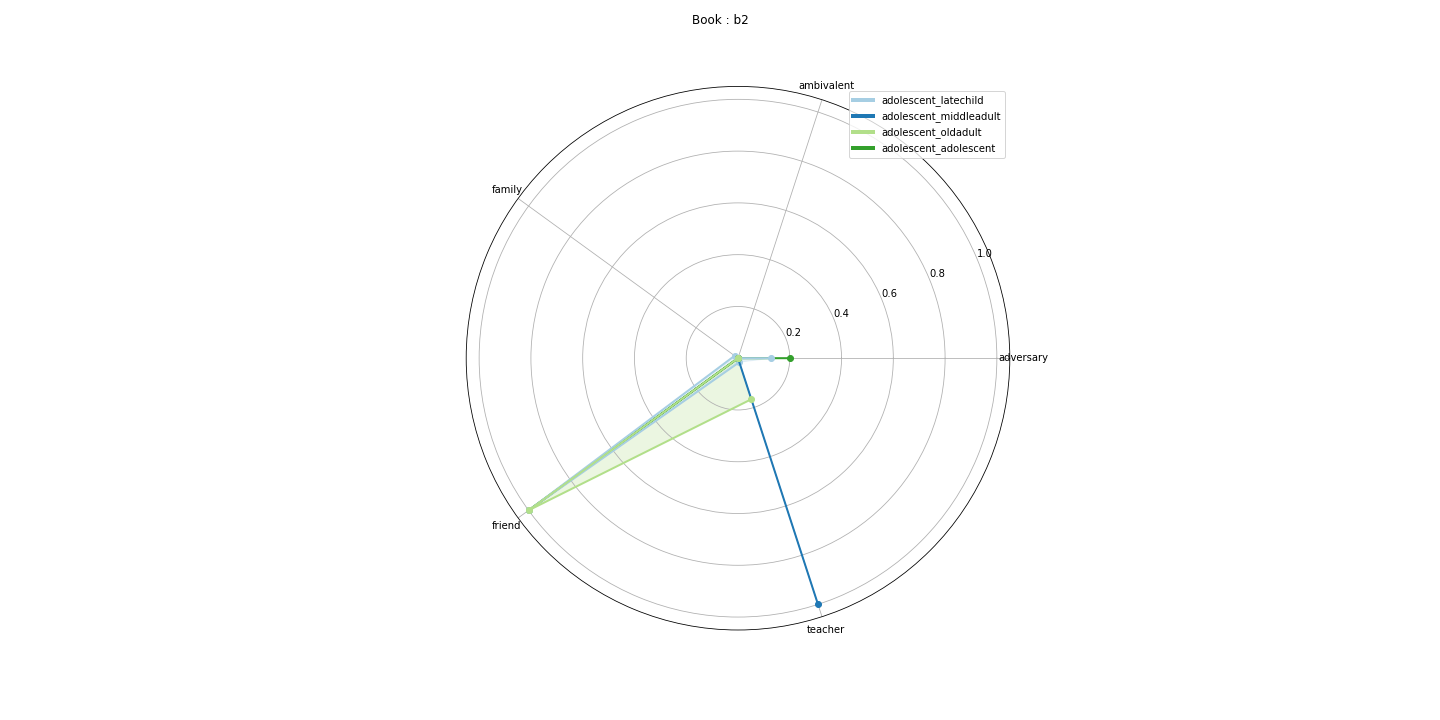 Book : b2
ambivalent
adolescent_latechild
adolescent_middleadult
adolescent_oldadult
adolescent_adolescent
family
1.0
0.8
0.6
0.4
0.2
adversary
friend
teacher